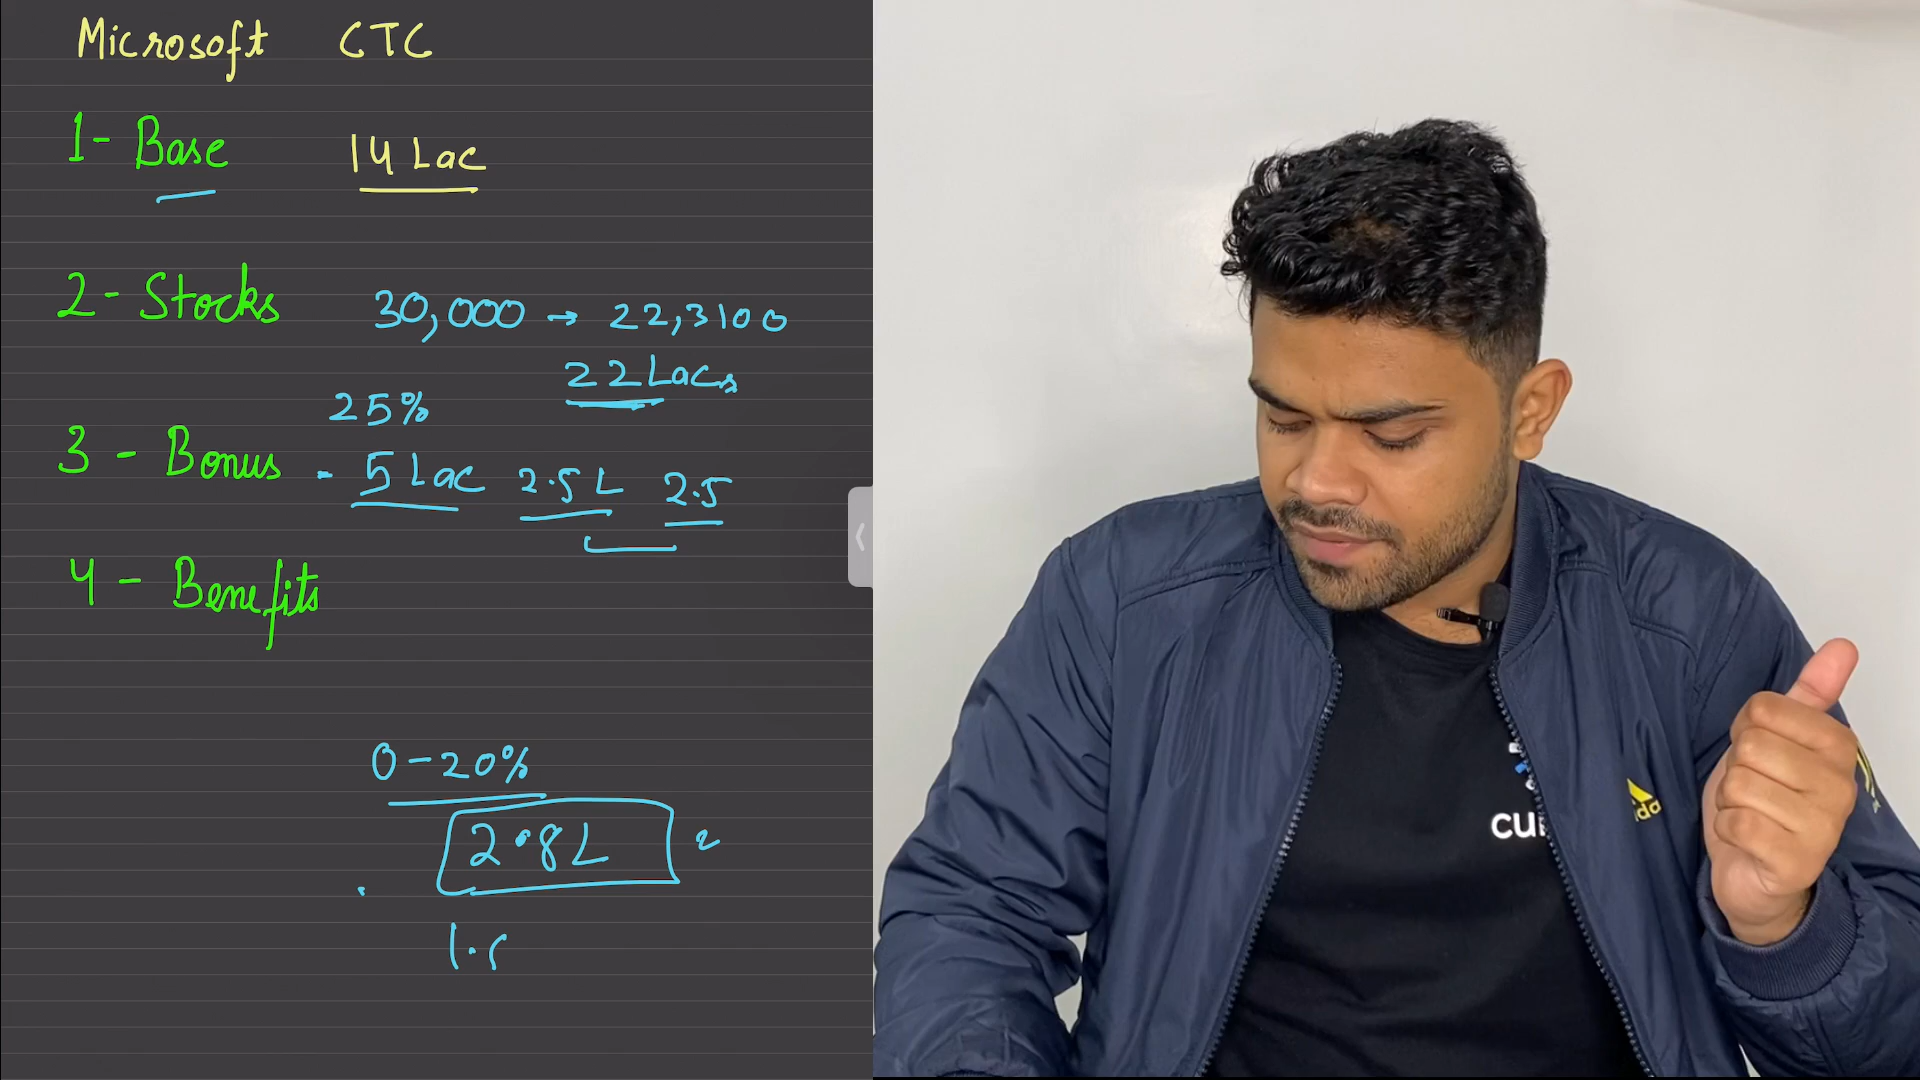 Microsoft CTC
1- Base 14 Lac
2- Stocks 30,000 → 22,3100
22 Lacs
25%
3 - Bonus - 5 Lac 2.5L 2.5
4 - Benefits
0-20%
2.8L
cu